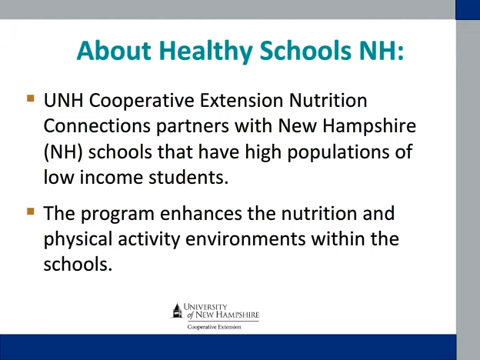 About Healthy Schools NH:
UNH Cooperative Extension Nutrition
Connections partners with New Hampshire
(NH) schools that have high populations of
low income students.
The program enhances the nutrition and
physical activity environments within the
schools.
UNIVERSITY
of NEW HAMPSHIRE
Cooperative Extension